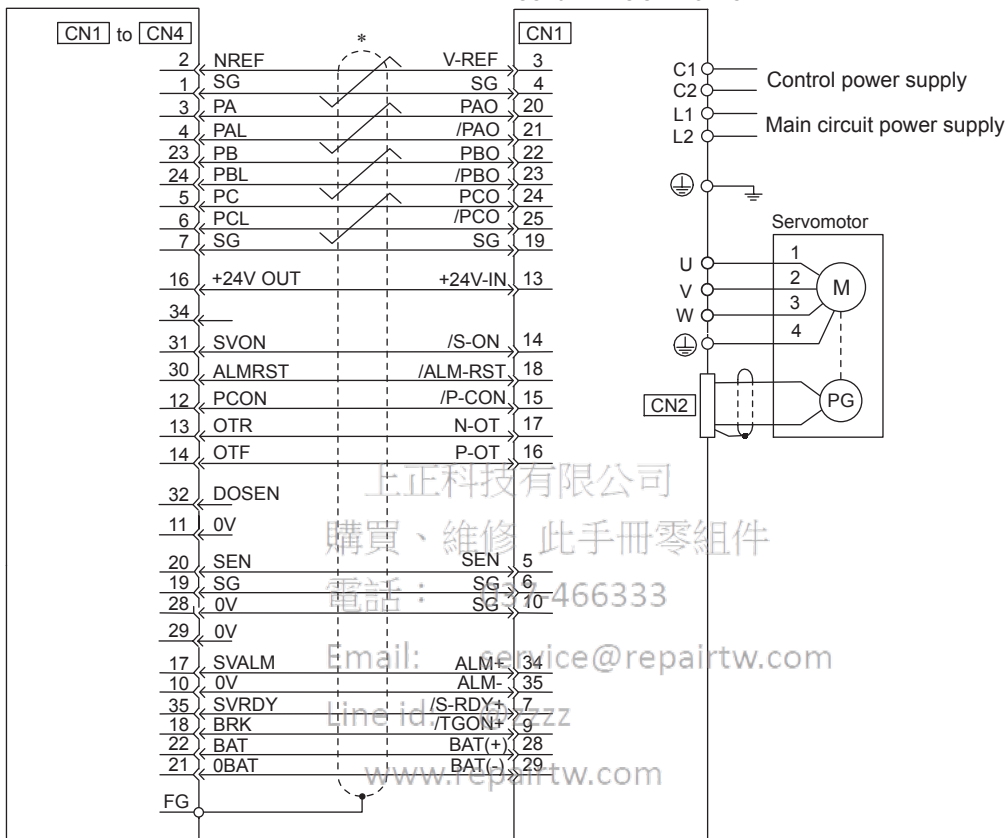 CN1 to CN4 * CN1
2 NREF V-REF 3
1 SG SG 4
3 PA PAO 20
4 PAL /PAO 21
23 PB PBO 22
24 PBL /PBO 23
5 PC PCO 24
6 PCL /PCO 25
7 SG SG 19
16 +24V OUT +24V-IN 13
34
31 SVON /S-ON 14
30 ALMRST /ALM-RST 18
12 PCON /P-CON 15
13 OTR N-OT 17
14 OTF P-OT 16
32 DOSEN
11 0V
20 SEN SEN 5
19 SG SG 6
28 0V SG 10
29 0V
17 SVALM ALM+ 34
10 0V ALM- 35
35 SVRDY /S-RDY+ 7
18 BRK /TGON+ 9
22 BAT BAT(+) 28
21 0BAT BAT(-) 29
FG
C1
C2
Control power supply
L1
L2
Main circuit power supply
Servomotor
U 1
V 2
W 3
4
M
CN2
PG
上正科技有限公司
購買、維修 此手冊零組件
電話： 037-466333
Email: service@repairtw.com
Line id: @zzzz
www.repairtw.com